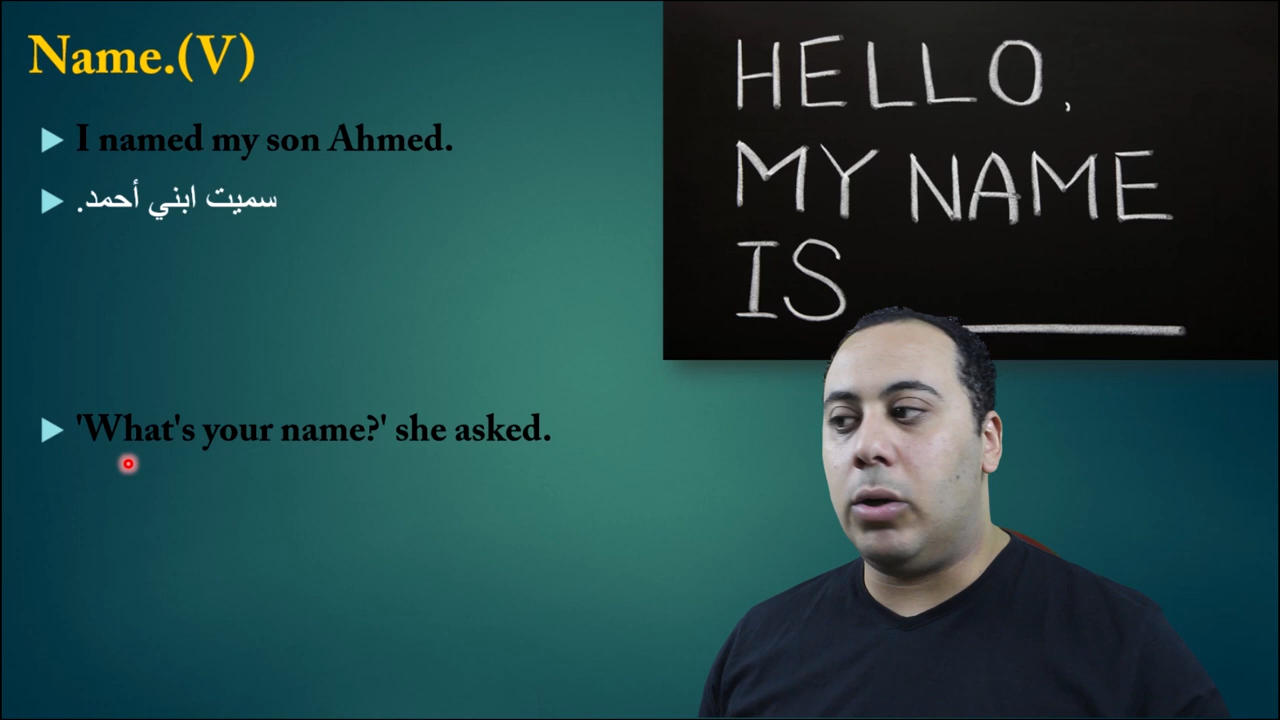 Name.(V)
I named my son Ahmed.
سميت ابني أحمد.
'What's your name?' she asked.
HELLO,
MY NAME
IS